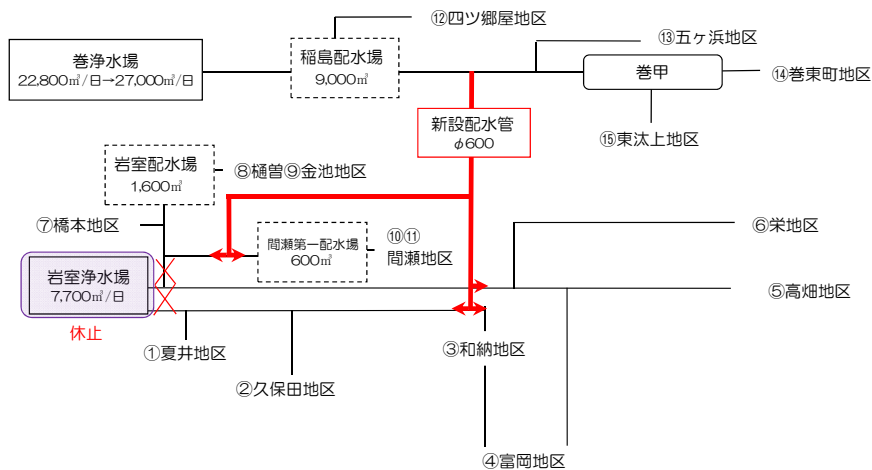 ⑫四ツ郷屋地区
⑬五ヶ浜地区
巻浄水場
22,800㎥/日→27,000㎥/日
稲島配水場
9,000㎥
巻甲
⑭巻東町地区
新設配水管
φ600
⑮東汰上地区
岩室配水場
1,600㎥
⑧樋曽⑨金池地区
⑦橋本地区
間瀬第一配水場
600㎥
⑩⑪
間瀬地区
⑥栄地区
岩室浄水場
7,700㎥/日
⑤高畑地区
休止
①夏井地区
③和納地区
②久保田地区
④富岡地区